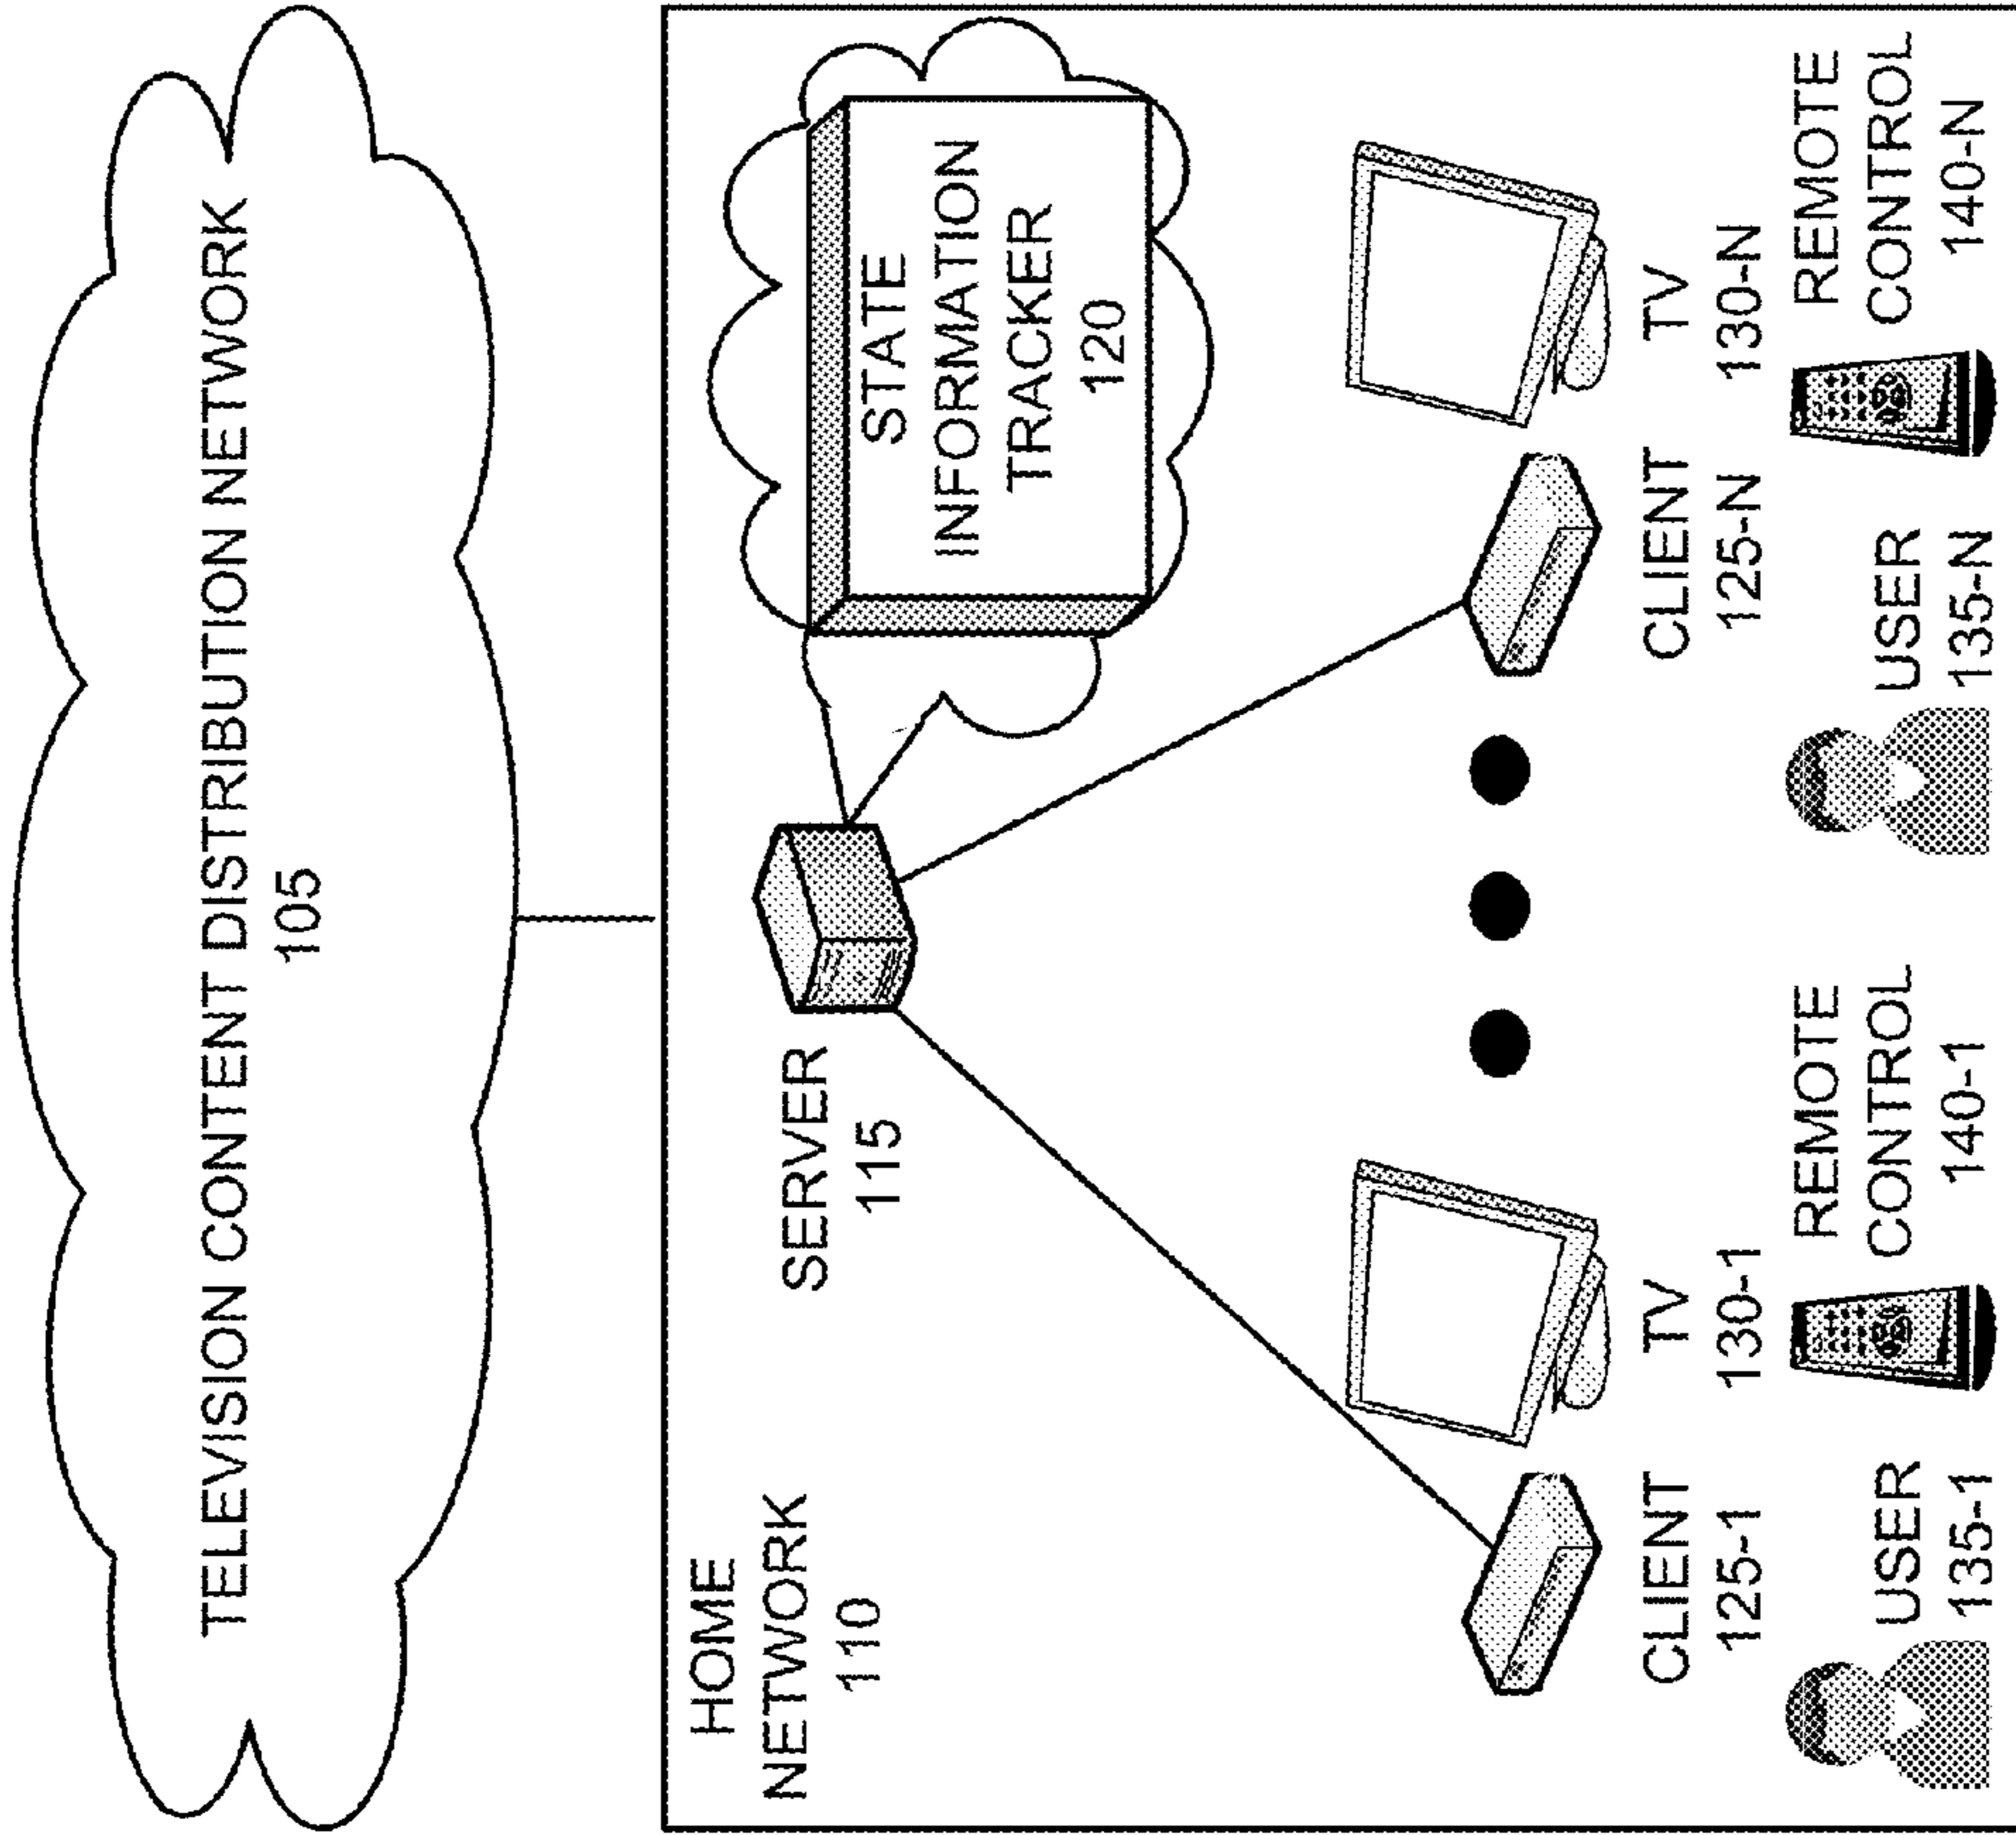 TELEVISION CONTENT DISTRIBUTION NETWORK
105
HOME
NETWORK
110
SERVER
115
STATE
INFORMATION
TRACKER
120
CLIENT
125-1
TV
130-1
CLIENT
125-N
TV
130-N
USER
135-1
REMOTE
CONTROL
140-1
USER
135-N
REMOTE
CONTROL
140-N